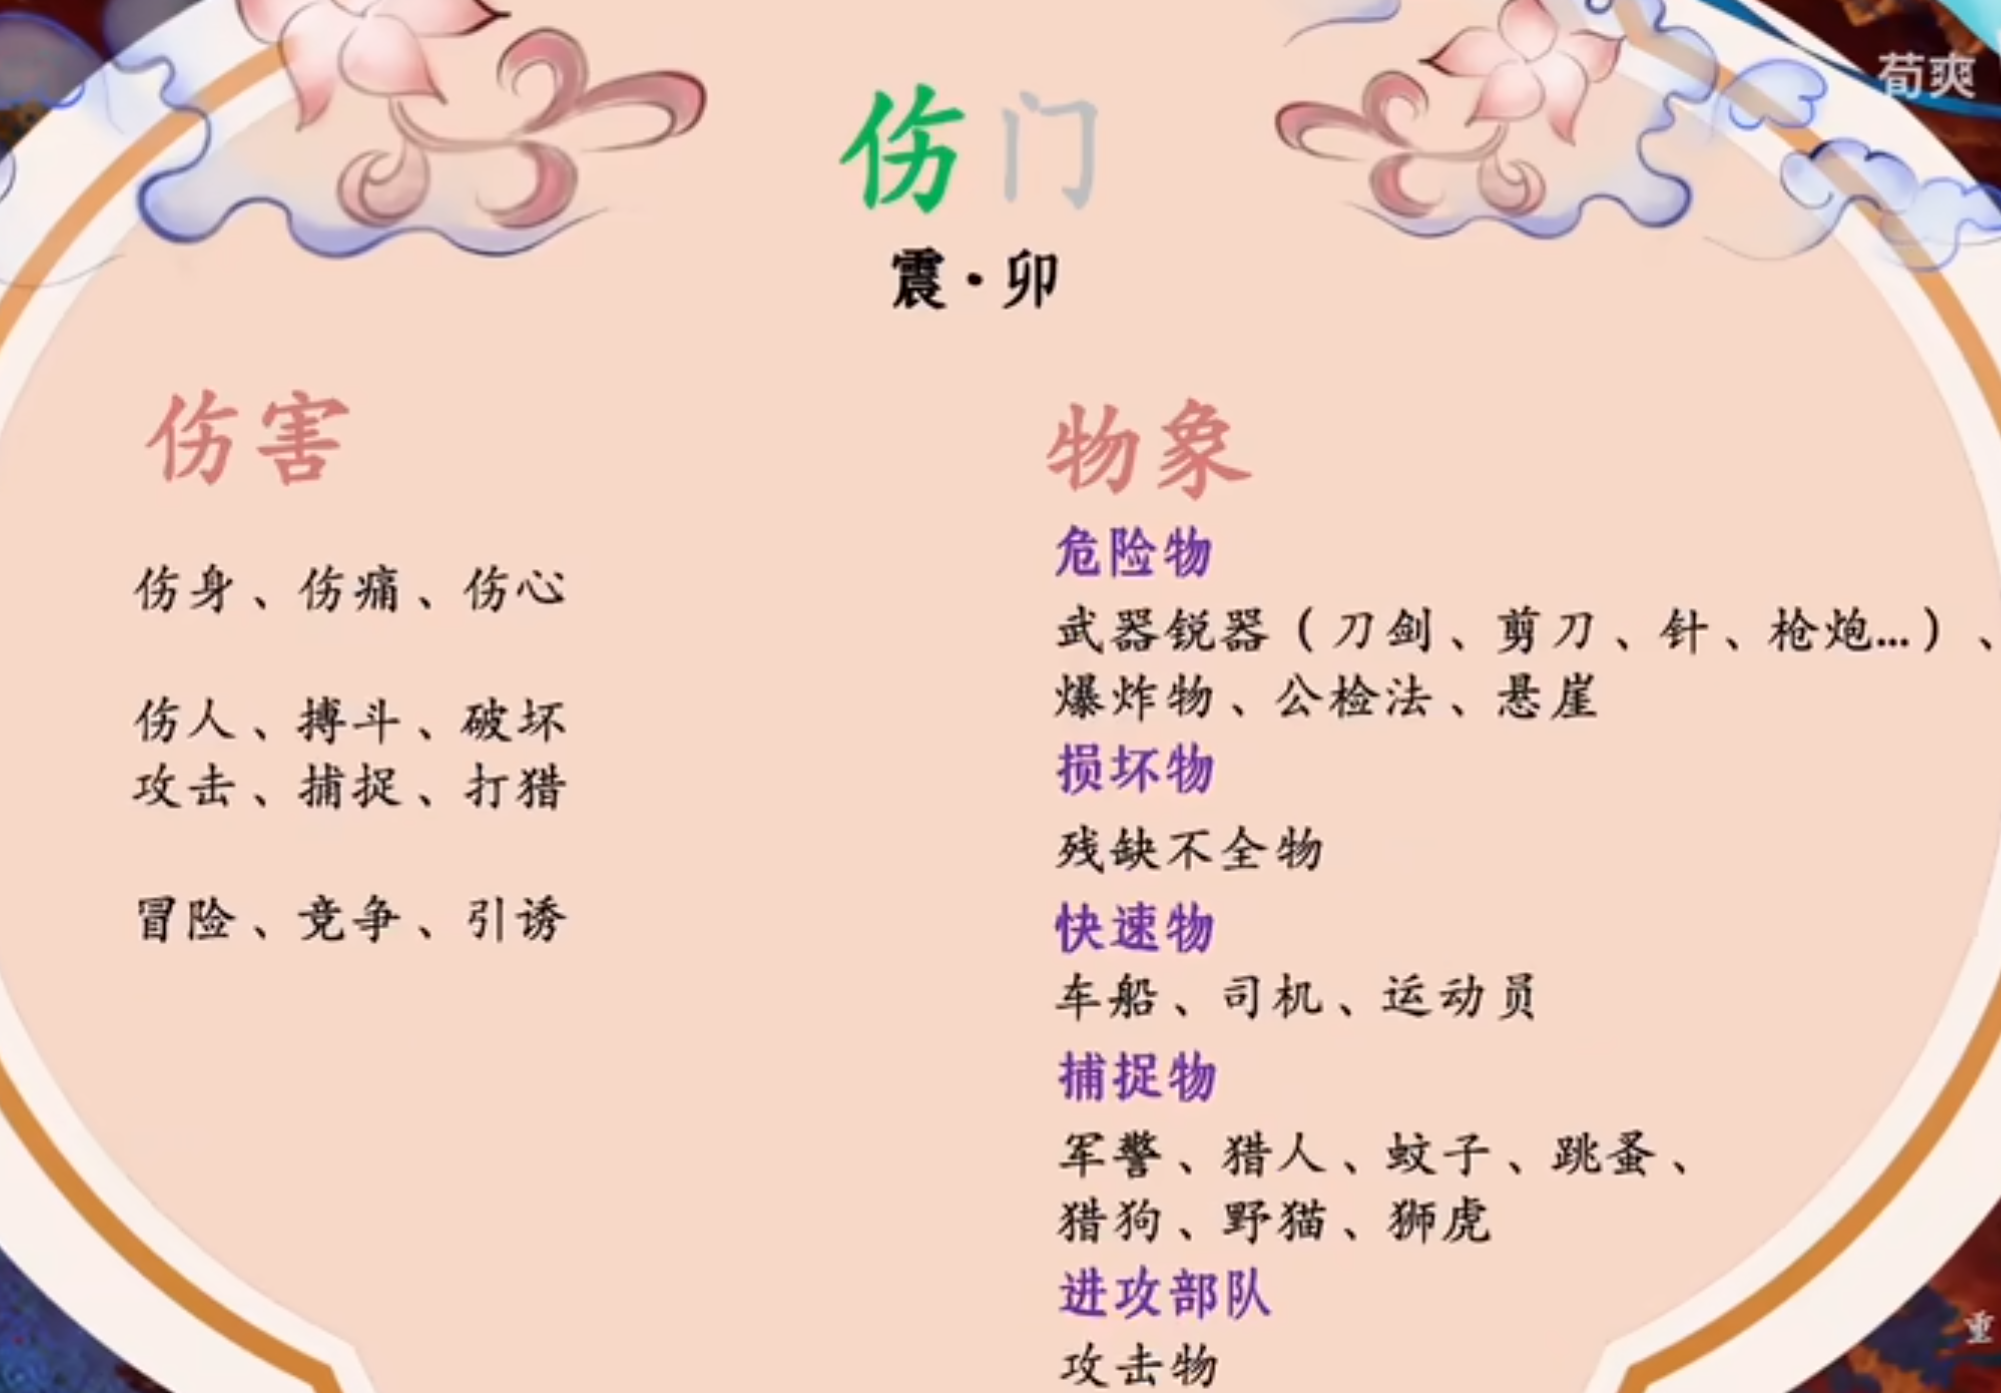 荀爽
伤门
震·卯
伤害
伤身、伤痛、伤心
伤人、搏斗、破坏
攻击、捕捉、打猎
冒险、竞争、引诱
物象
危险物
武器锐器（刀剑、剪刀、针、枪炮...）、
爆炸物、公检法、悬崖
损坏物
残缺不全物
快速物
车船、司机、运动员
捕捉物
军警、猎人、蚊子、跳蚤、
猎狗、野猫、狮虎
进攻部队
攻击物
重